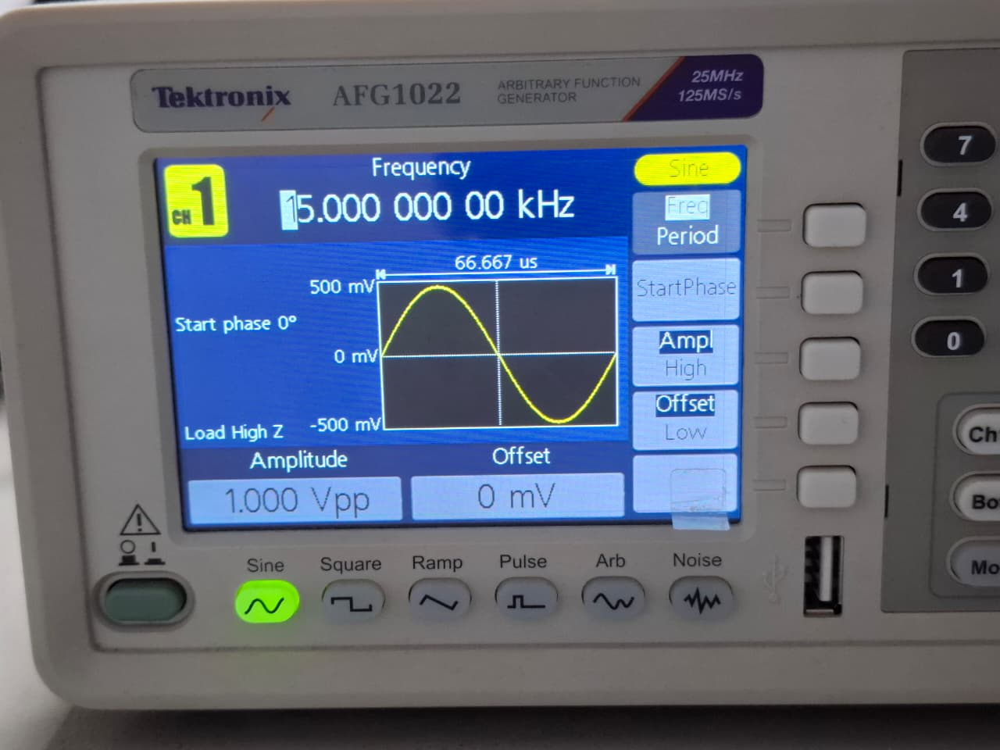 Tektronix AFG1022 ARBITRARY FUNCTION GENERATOR 25MHz 125MS/s
CH 1
Frequency
15.000 000 00 kHz
Sine
Freq
Period
StartPhase
Ampl
High
Offset
Low
66.667 us
500 mV
Start phase 0°
0 mV
Load High Z
-500 mV
Amplitude
Offset
1.000 Vpp
0 mV
Sine Square Ramp Pulse Arb Noise
7
4
1
0
Ch
Bo
Mo